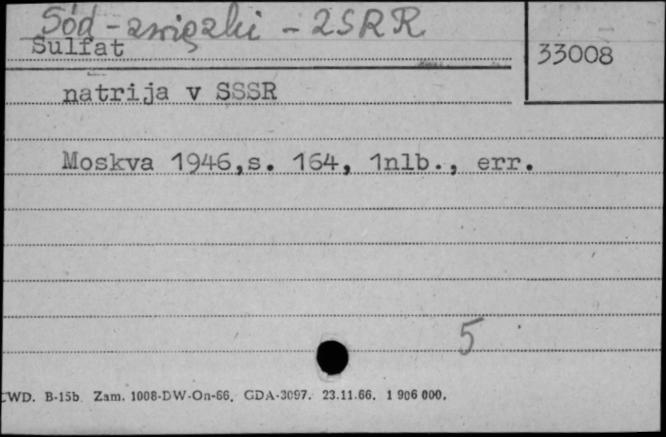 Sód - związki - ZSRR
Sulfat
33008
natrija v SSSR
Moskva 1946,s. 164, 1nlb., err.
5
CWD. B-15b Zam. 1008-DW-On-66. GDA-3097. 23.11.66. 1 906 000.